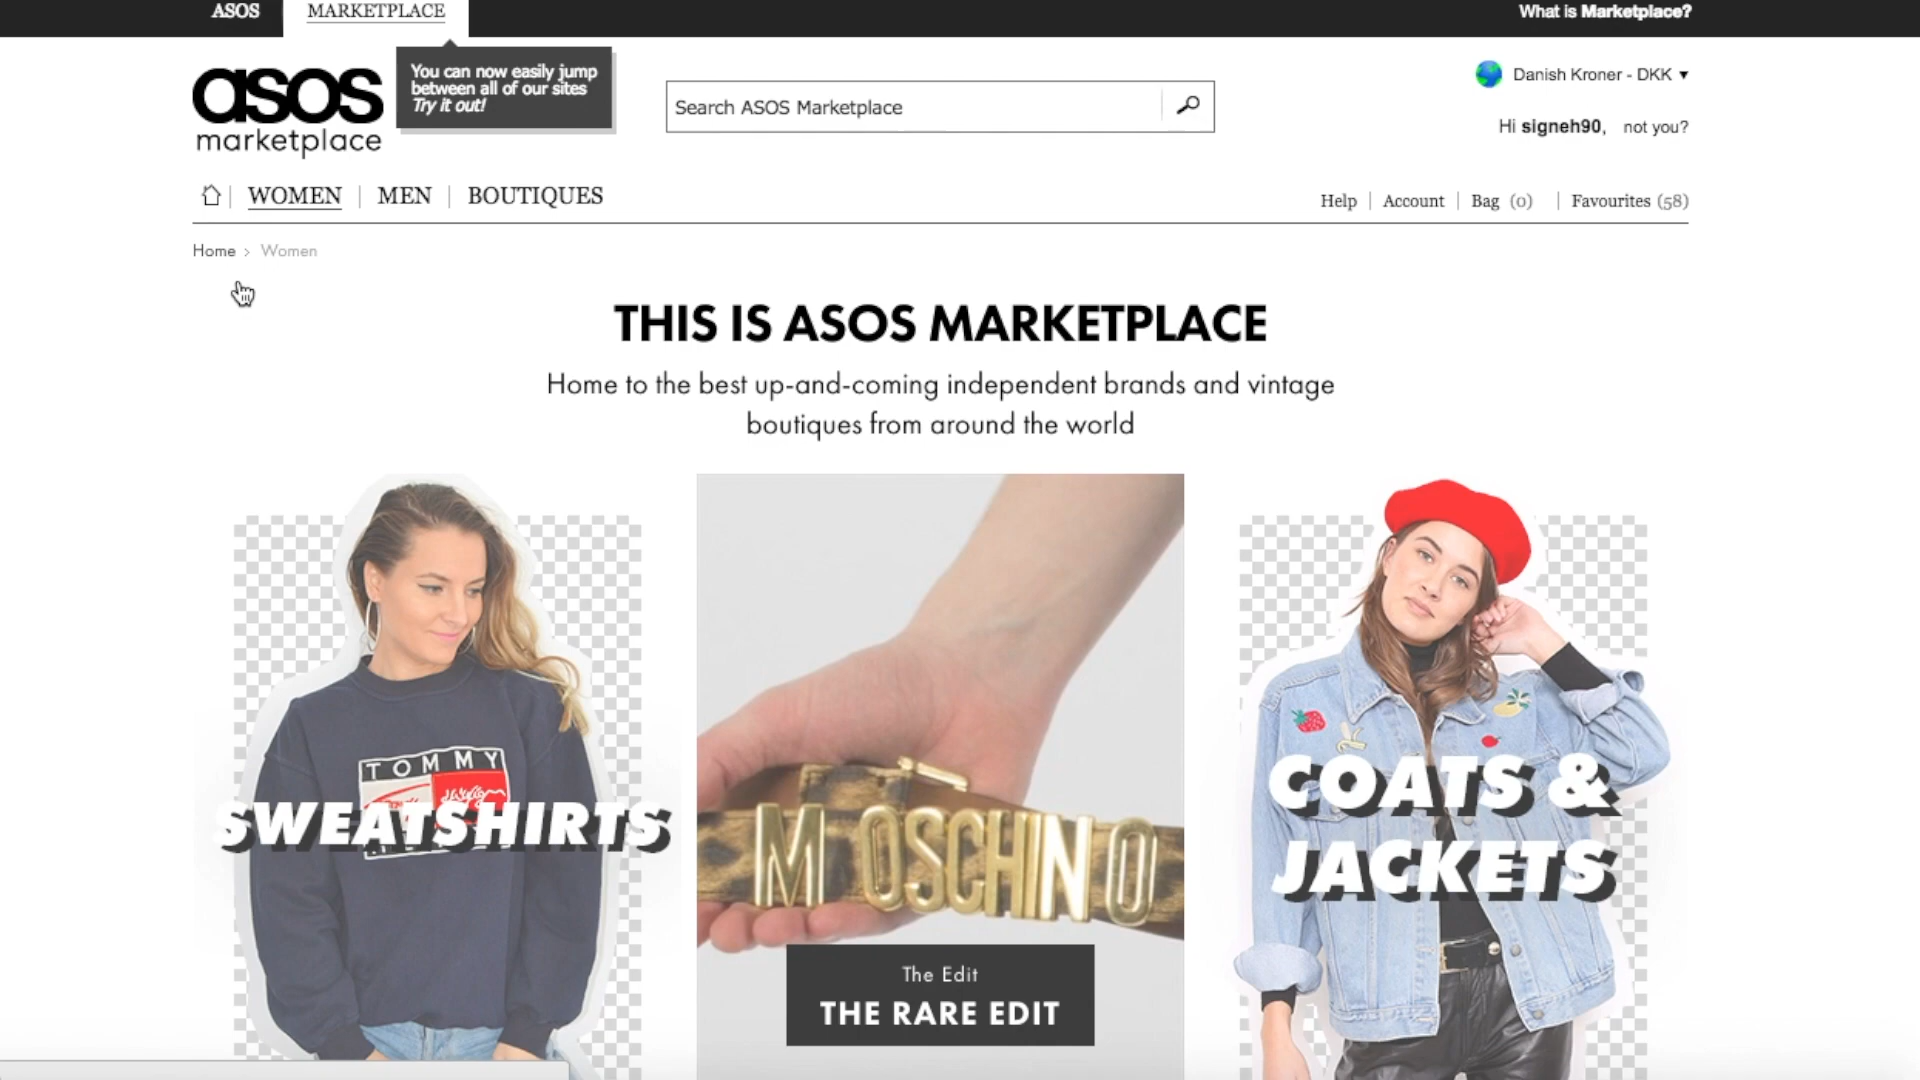 ASOS
MARKETPLACE
What is Marketplace?
You can now easily jump
between all of our sites
Try it out!
asos
marketplace
Search ASOS Marketplace
Danish Kroner - DKK ▼
Hi signeh90, not you?
WOMEN | MEN | BOUTIQUES
Help | Account | Bag (0) | Favourites (58)
Home > Women
THIS IS ASOS MARKETPLACE
Home to the best up-and-coming independent brands and vintage
boutiques from around the world
TOMMY
SWEATSHIRTS
MOSCHINO
The Edit
THE RARE EDIT
COATS &
JACKETS